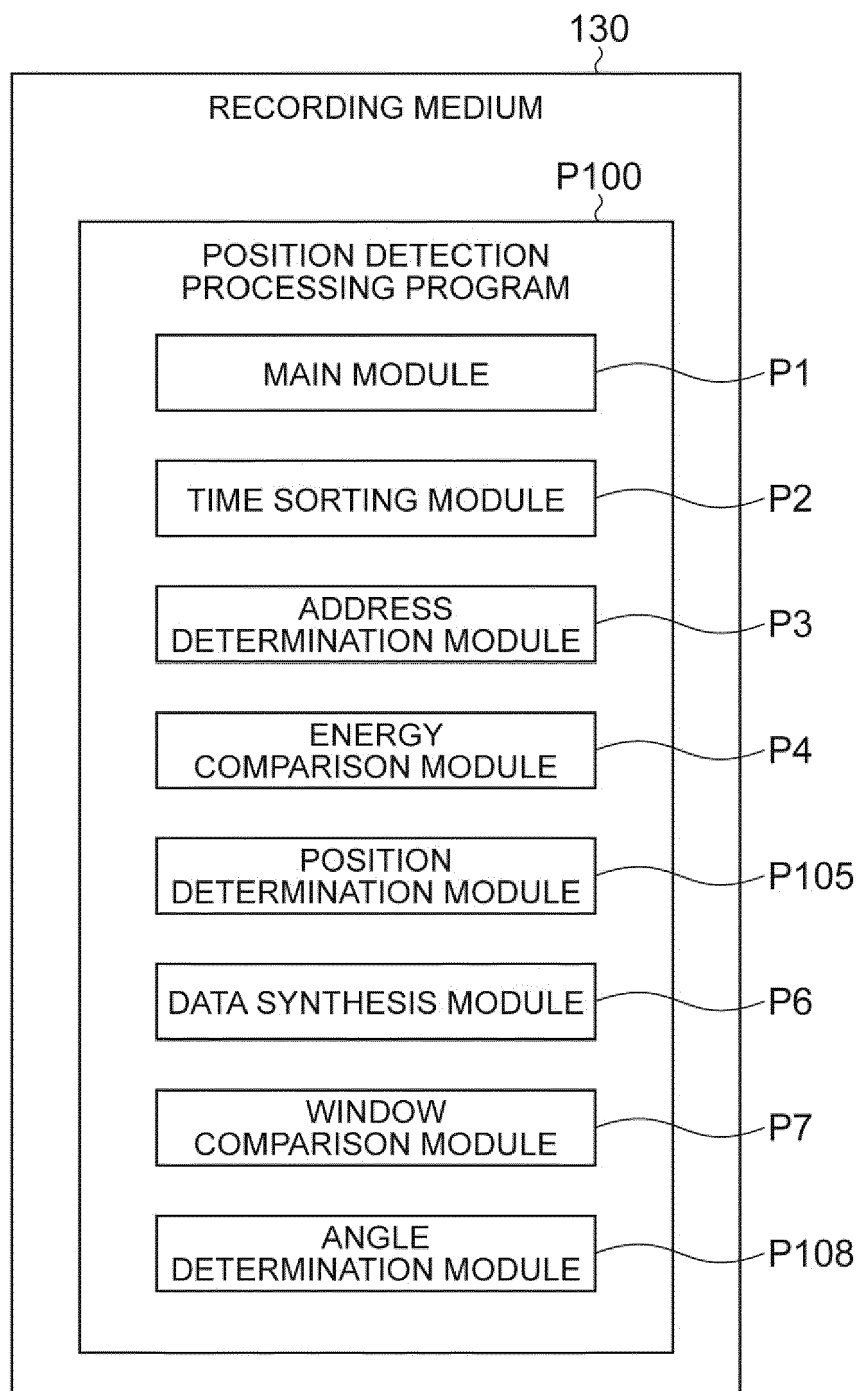 130
RECORDING MEDIUM
P100
POSITION DETECTION
PROCESSING PROGRAM
MAIN MODULE
P1
TIME SORTING MODULE
P2
ADDRESS
DETERMINATION MODULE
P3
ENERGY
COMPARISON MODULE
P4
POSITION
DETERMINATION MODULE
P105
DATA SYNTHESIS MODULE
P6
WINDOW
COMPARISON MODULE
P7
ANGLE
DETERMINATION MODULE
P108